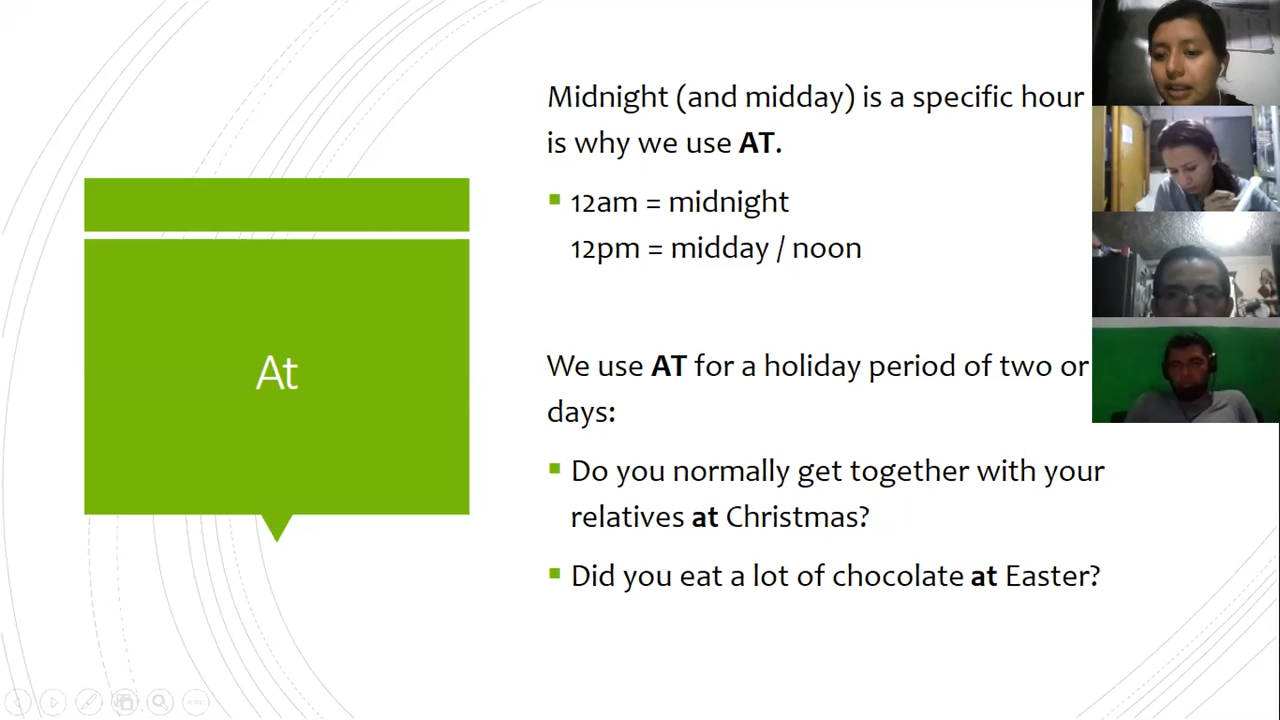 At
Midnight (and midday) is a specific hour
is why we use AT.
12am = midnight
12pm = midday / noon
We use AT for a holiday period of two or
days:
Do you normally get together with your
relatives at Christmas?
Did you eat a lot of chocolate at Easter?